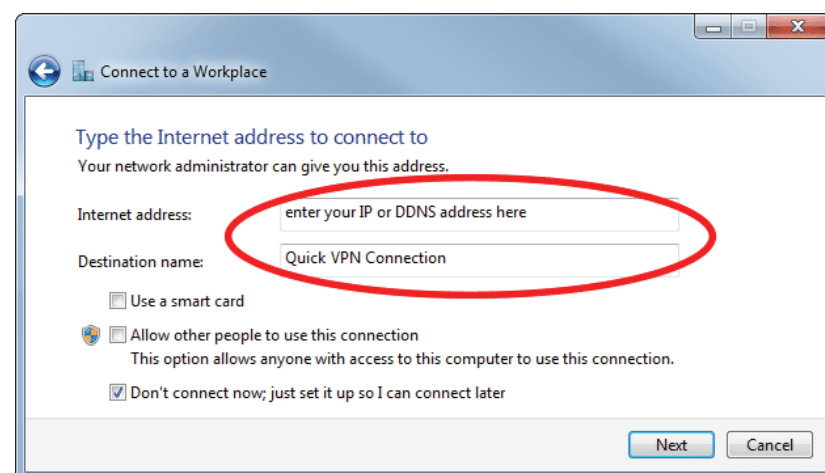 Connect to a Workplace
Type the Internet address to connect to
Your network administrator can give you this address.
Internet address: enter your IP or DDNS address here
Destination name: Quick VPN Connection
Use a smart card
Allow other people to use this connection
This option allows anyone with access to this computer to use this connection.
Don't connect now; just set it up so I can connect later
Next Cancel